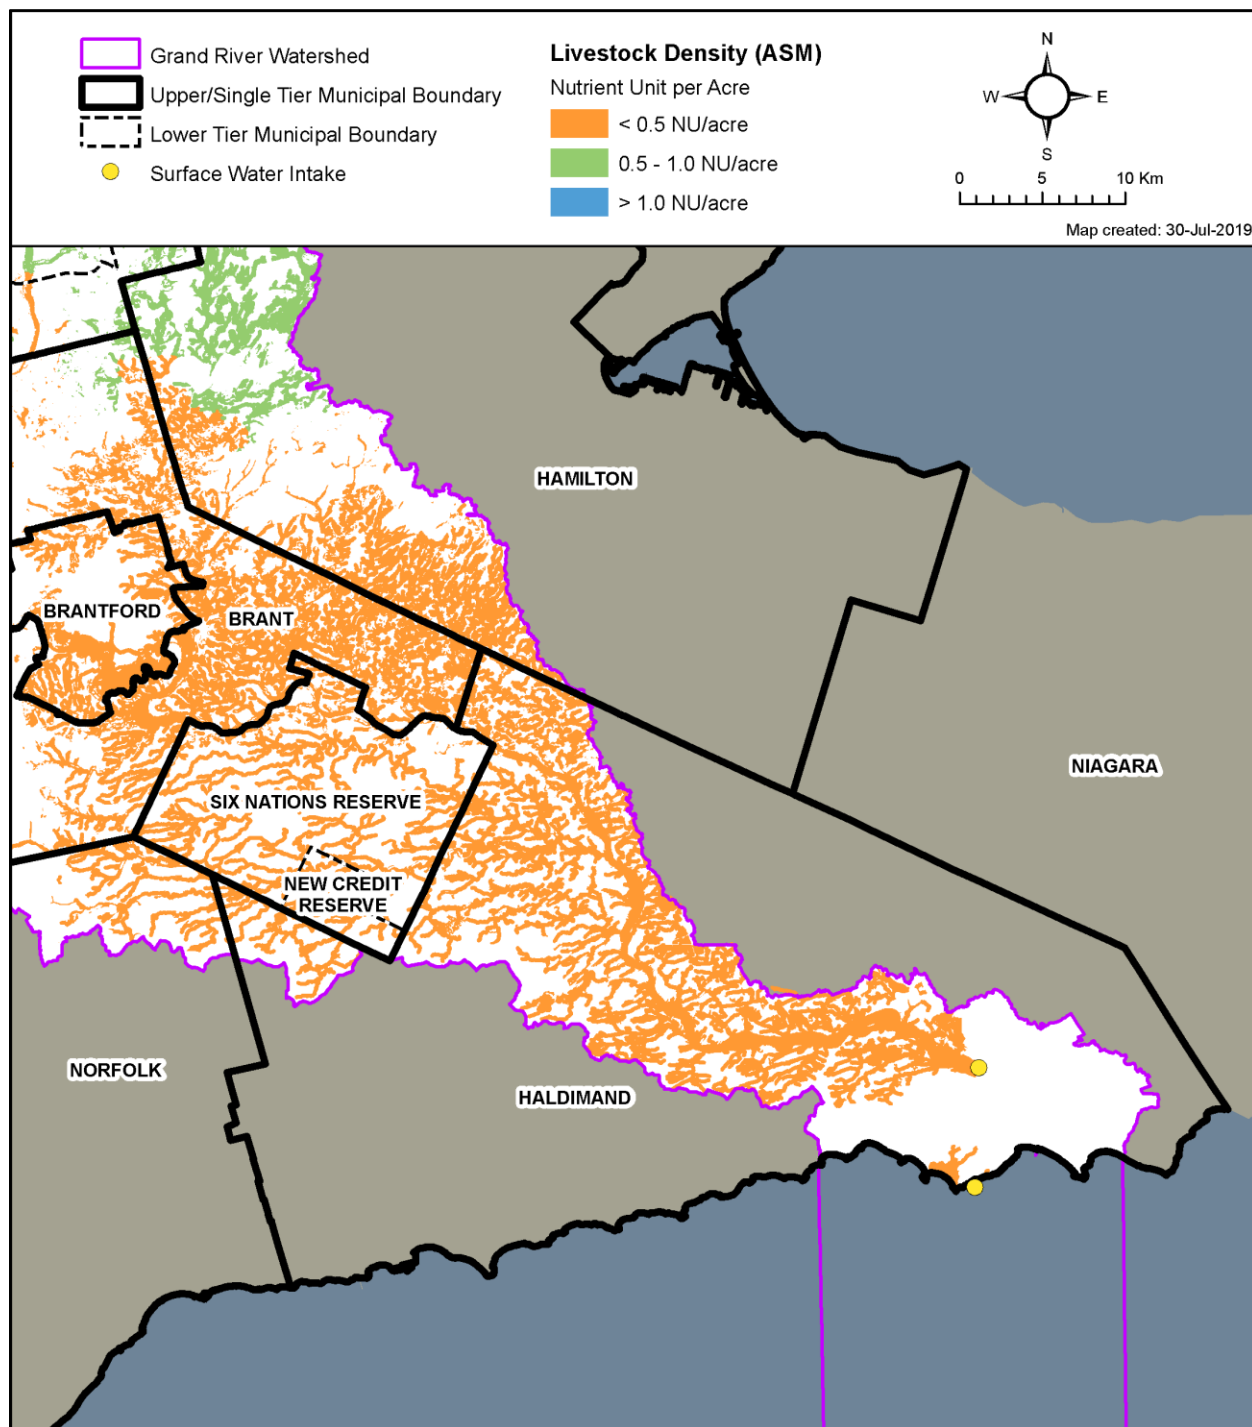 Grand River Watershed
Upper/Single Tier Municipal Boundary
Lower Tier Municipal Boundary
Surface Water Intake
Livestock Density (ASM)
Nutrient Unit per Acre
< 0.5 NU/acre
0.5 - 1.0 NU/acre
> 1.0 NU/acre
N
W E
S
0 5 10 Km
Map created: 30-Jul-2019
HAMILTON
BRANTFORD
BRANT
NIAGARA
SIX NATIONS RESERVE
NEW CREDIT
RESERVE
NORFOLK
HALDIMAND